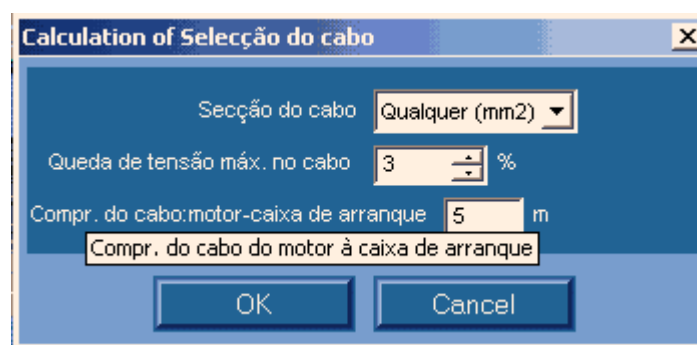 Calculation of Selecção do cabo
Secção do cabo Qualquer (mm2)
Queda de tensão máx. no cabo 3 %
Compr. do cabo:motor-caixa de arranque 5 m
Compr. do cabo do motor à caixa de arranque
OK Cancel